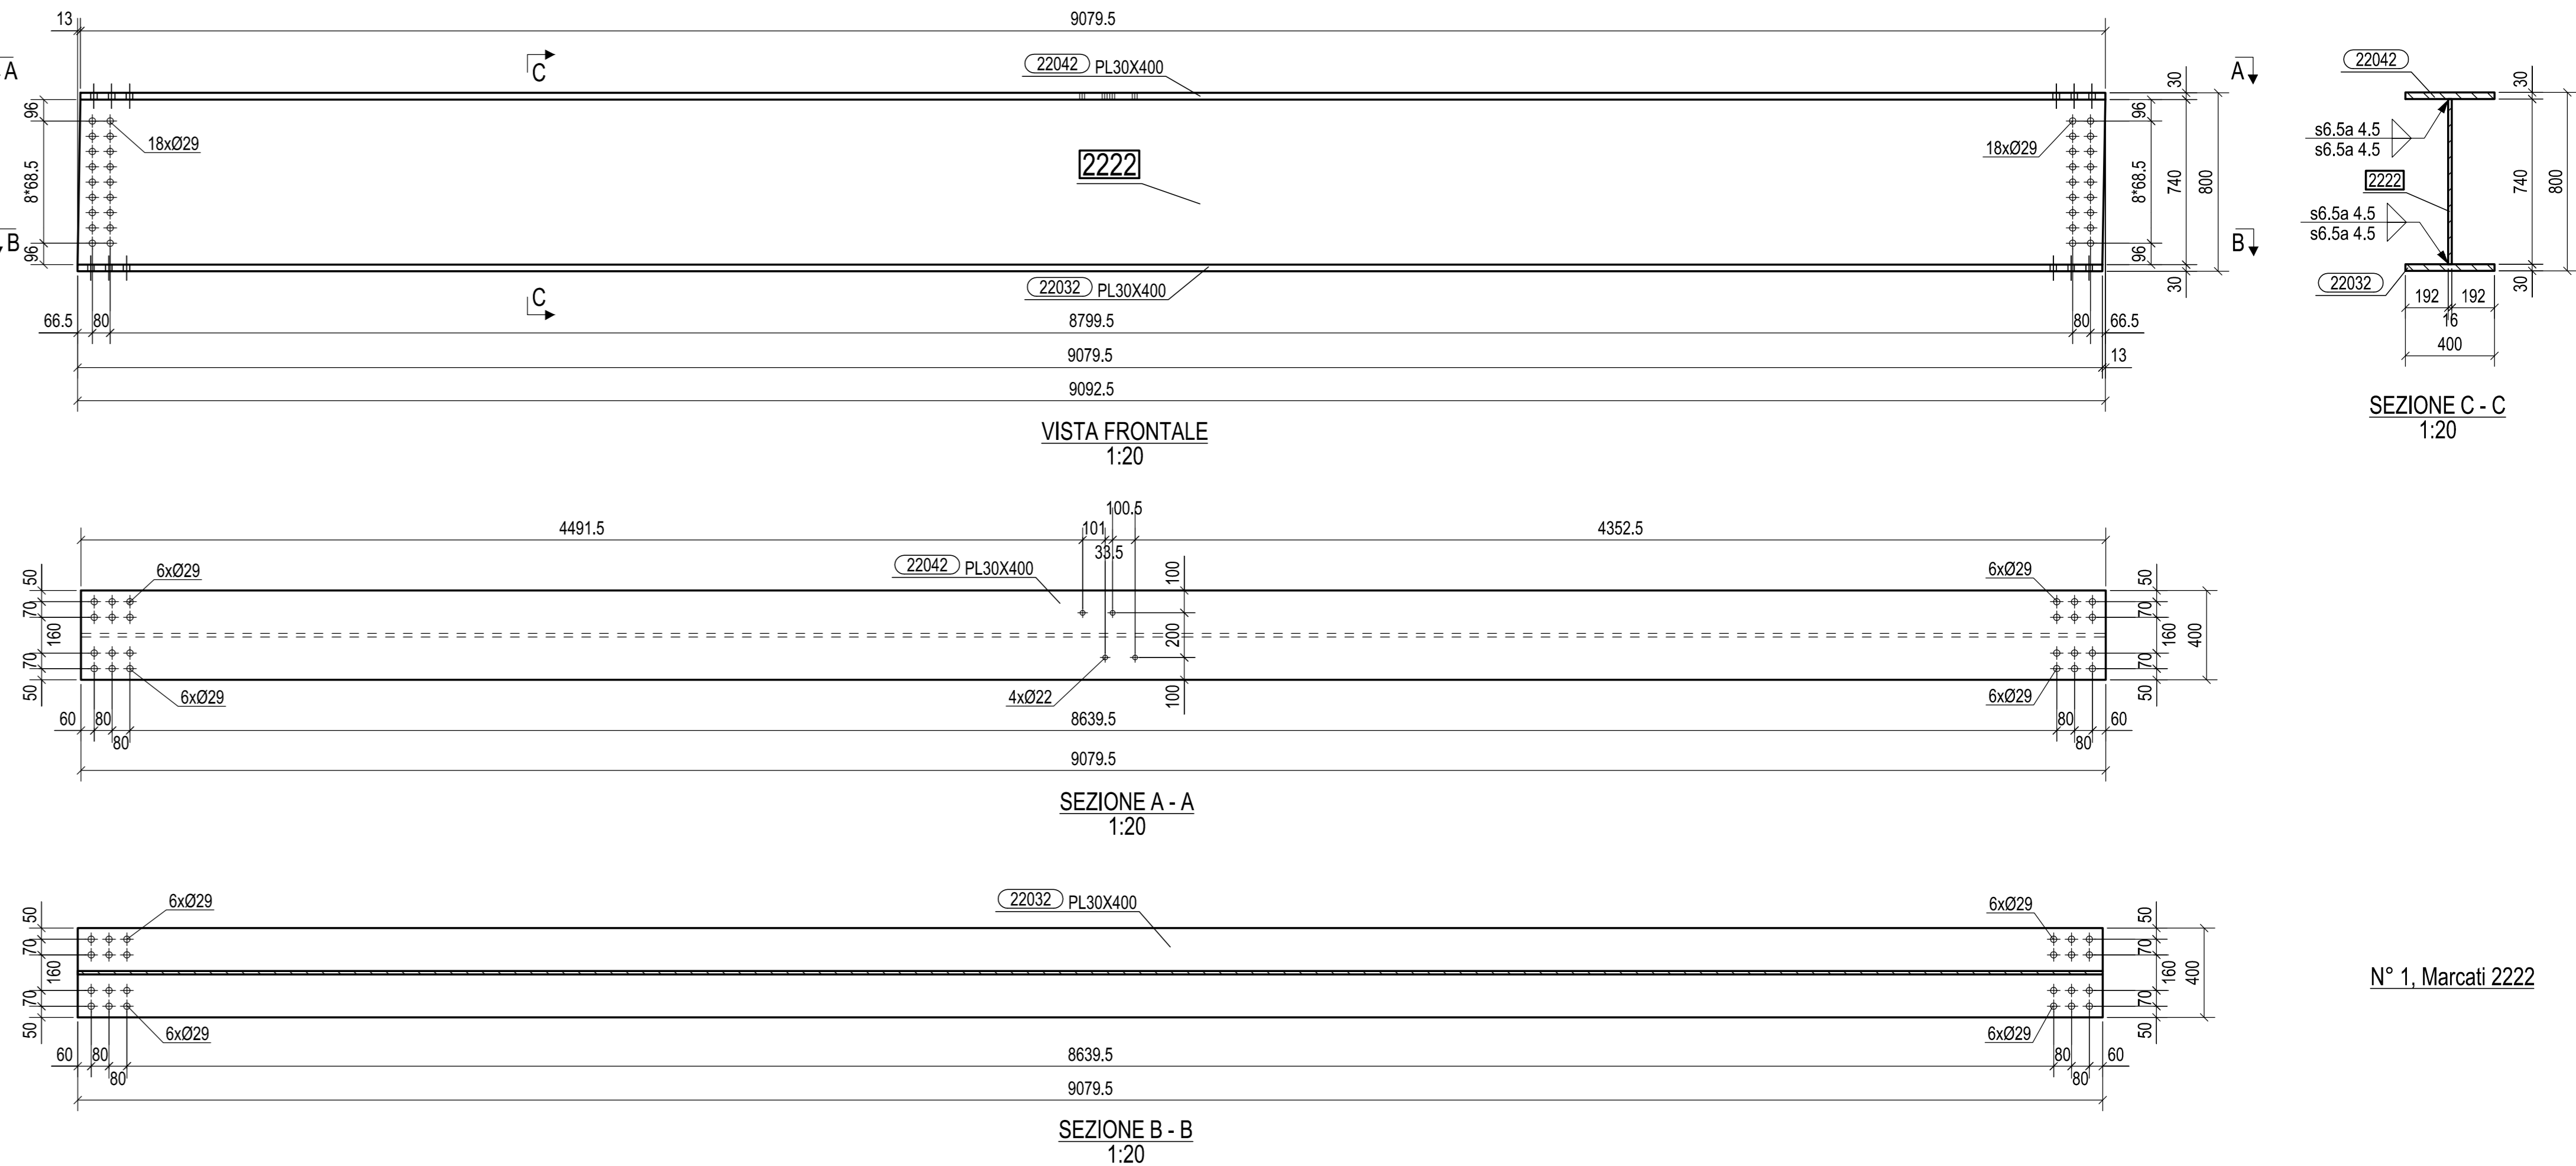 13
9079.5
A
C
22042 PL30X400
A
30
96
18xØ29
8*68.5
2222
18xØ29
96
8*68.5
740
800
B
96
B
96
30
22032 PL30X400
C
66.5 80 8799.5 80 66.5
9079.5 13
9092.5
VISTA FRONTALE
1:20
22042
30
s6.5a 4.5
s6.5a 4.5
2222
740
800
s6.5a 4.5
s6.5a 4.5
22032
30
192 192
16
400
SEZIONE C - C
1:20
100.5
4491.5 101 4352.5
33.5
22042 PL30X400
50
6xØ29
100
6xØ29
50
70
70
160
200
160
400
70
70
50
6xØ29
4xØ22
100
6xØ29
50
60 80 8639.5 80 60
80 80
9079.5
SEZIONE A - A
1:20
50
6xØ29
22032 PL30X400
6xØ29
50
70
70
160
160
400
70
70
50
6xØ29
6xØ29
50
60 80 8639.5 80 60
80 80
9079.5
SEZIONE B - B
1:20
N° 1, Marcati 2222